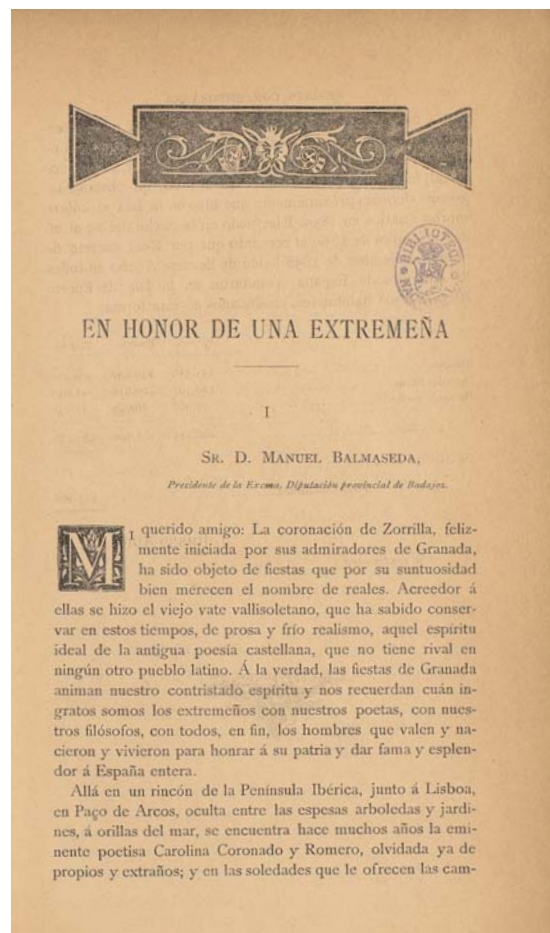 BIBLIOTECA
NACIONAL
EN HONOR DE UNA EXTREMEÑA
I
SR. D. MANUEL BALMASEDA,
Presidente de la Excma. Diputación provincial de Badajoz.
MI querido amigo: La coronación de Zorrilla, feliz-
mente iniciada por sus admiradores de Granada,
ha sido objeto de fiestas que por su suntuosidad
bien merecen el nombre de reales. Acreedor á
ellas se hizo el viejo vate vallisoletano, que ha sabido conser-
var en estos tiempos, de prosa y frío realismo, aquel espíritu
ideal de la antigua poesía castellana, que no tiene rival en
ningún otro pueblo latino. Á la verdad, las fiestas de Granada
animan nuestro contristado espíritu y nos recuerdan cuán in-
gratos somos los extremeños con nuestros poetas, con nues-
tros filósofos, con todos, en fin, los hombres que valen y na-
cieron y vivieron para honrar á su patria y dar fama y esplen-
dor á España entera.
Allá en un rincón de la Península Ibérica, junto á Lisboa,
en Paço de Arcos, oculta entre las espesas arboledas y jardi-
nes, á orillas del mar, se encuentra hace muchos años la emi-
nente poetisa Carolina Coronado y Romero, olvidada ya de
propios y extraños; y en las soledades que le ofrecen las cam-